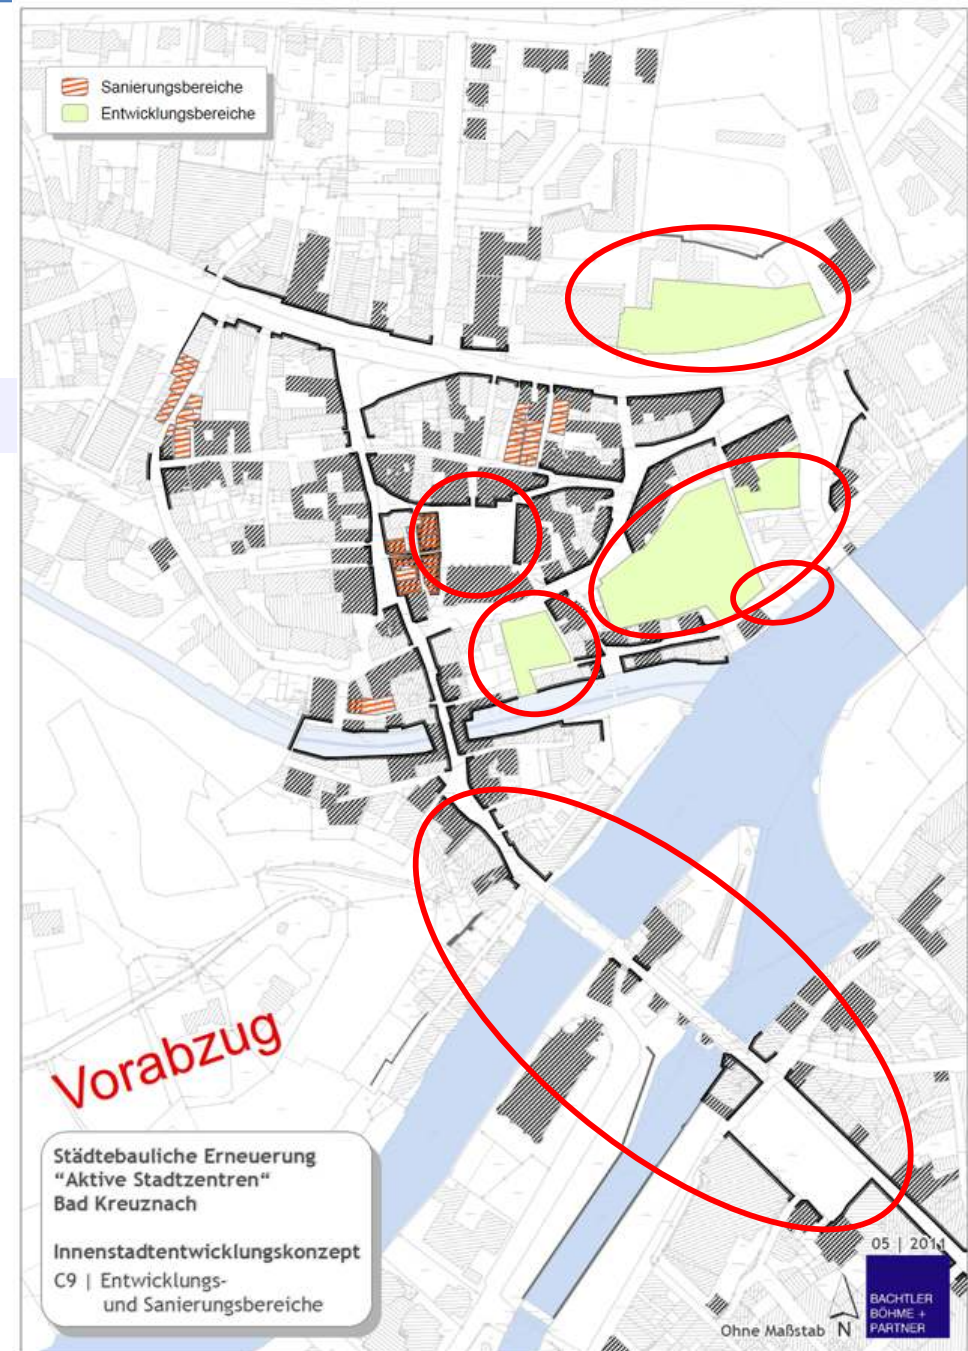 Sanierungsbereiche
Entwicklungsbereiche
Vorabzug
Städtebauliche Erneuerung
"Aktive Stadtzentren"
Bad Kreuznach
Innenstadtentwicklungskonzept
C9 | Entwicklungs-
und Sanierungsbereiche
05 | 2011
Ohne Maßstab
N
BACHTLER
BÖHME +
PARTNER